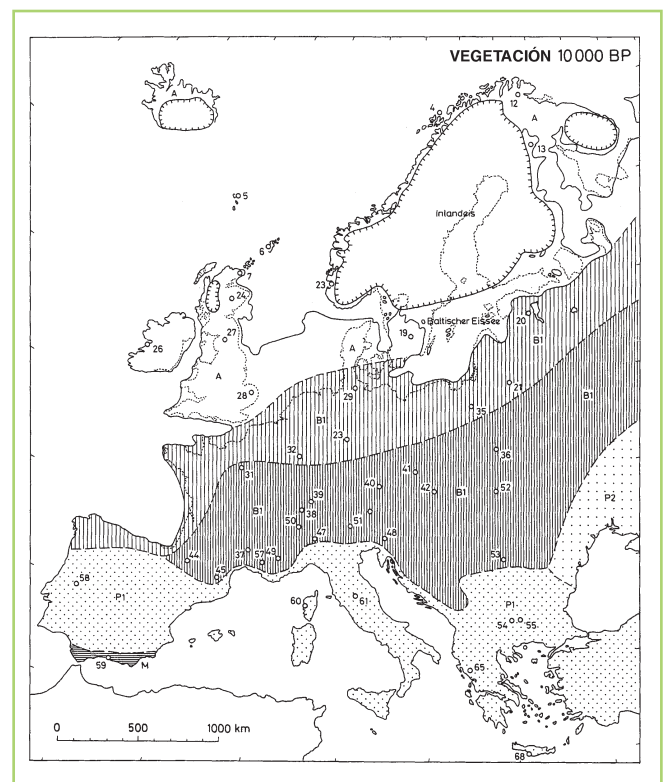 VEGETACIÓN 10 000 BP
A
4
12
A
13
5
Inlandeis
6
7
23
24
20
Baltischer Eissee
19
27
26
A
B1
A
21
28
29
B1
35
B1
23
32
36
31
41
40
42
B1
52
39
P2
B1
38
50
51
47
48
44
37
57
49
53
45
58
P1
P1
60
61
54
55
59
M
65
0 500 1000 km
68